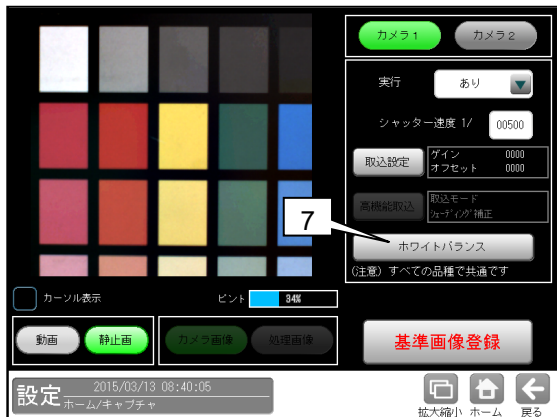 カメラ1 カメラ2
実行 あり
シャッター速度 1/ 00500
取込設定 ゲイン 0000
オフセット 0000
高機能取込 取込モード
シェーディング補正
7
ホワイトバランス
(注意) すべての品種で共通です
カーソル表示 ピント 34%
動画 静止画 カメラ画像 処理画像
基準画像登録
設定 2015/03/13 08:40:05
ホーム/キャプチャ
拡大縮小 ホーム 戻る